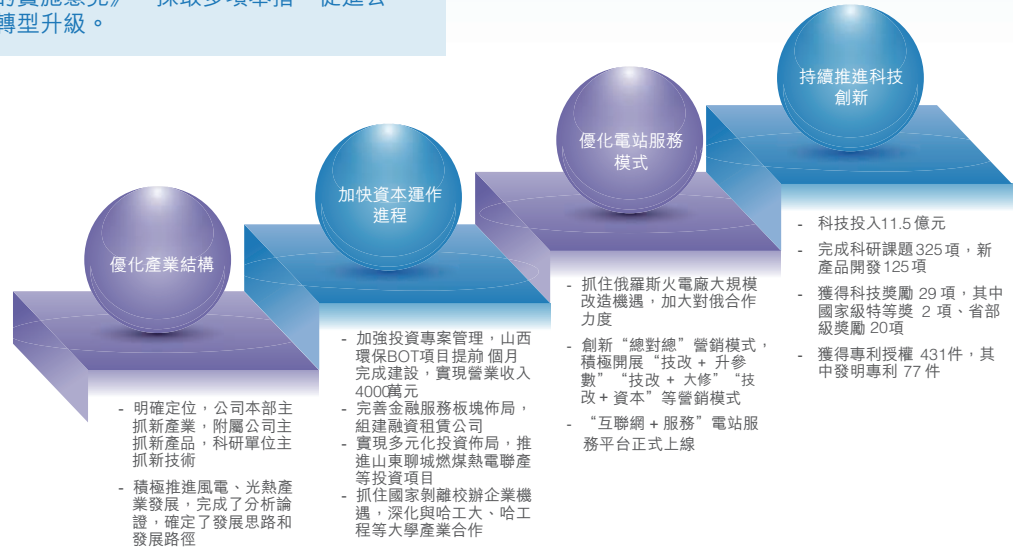 轉型升級。
優化產業結構
- 明確定位，公司本部主
抓新產業，附屬公司主
抓新產品，科研單位主
抓新技術
- 積極推進風電、光熱產
業發展，完成了分析論
證，確定了發展思路和
發展路徑
加快資本運作
進程
- 加強投資專案管理，山西
環保BOT項目提前 個月
完成建設，實現營業收入
4000萬元
- 完善金融服務板塊佈局，
組建融資租賃公司
- 實現多元化投資佈局，推
進山東聊城燃煤熱電聯產
等投資項目
- 抓住國家剝離校辦企業機
遇，深化與哈工大、哈工
程等大學產業合作
優化電站服務
模式
- 抓住俄羅斯火電廠大規模
改造機遇，加大對俄合作
力度
- 創新“總對總”營銷模式，
積極開展“技改 + 升參
數”“技改 + 大修”“技
改 + 資本”等營銷模式
- “互聯網 + 服務”電站服
務平台正式上線
持續推進科技
創新
- 科技投入11.5億元
- 完成科研課題325項，新
產品開發125項
- 獲得科技獎勵 29 項，其中
國家級特等獎 2 項、省部
級獎勵 20項
- 獲得專利授權 431件，其
中發明專利 77 件